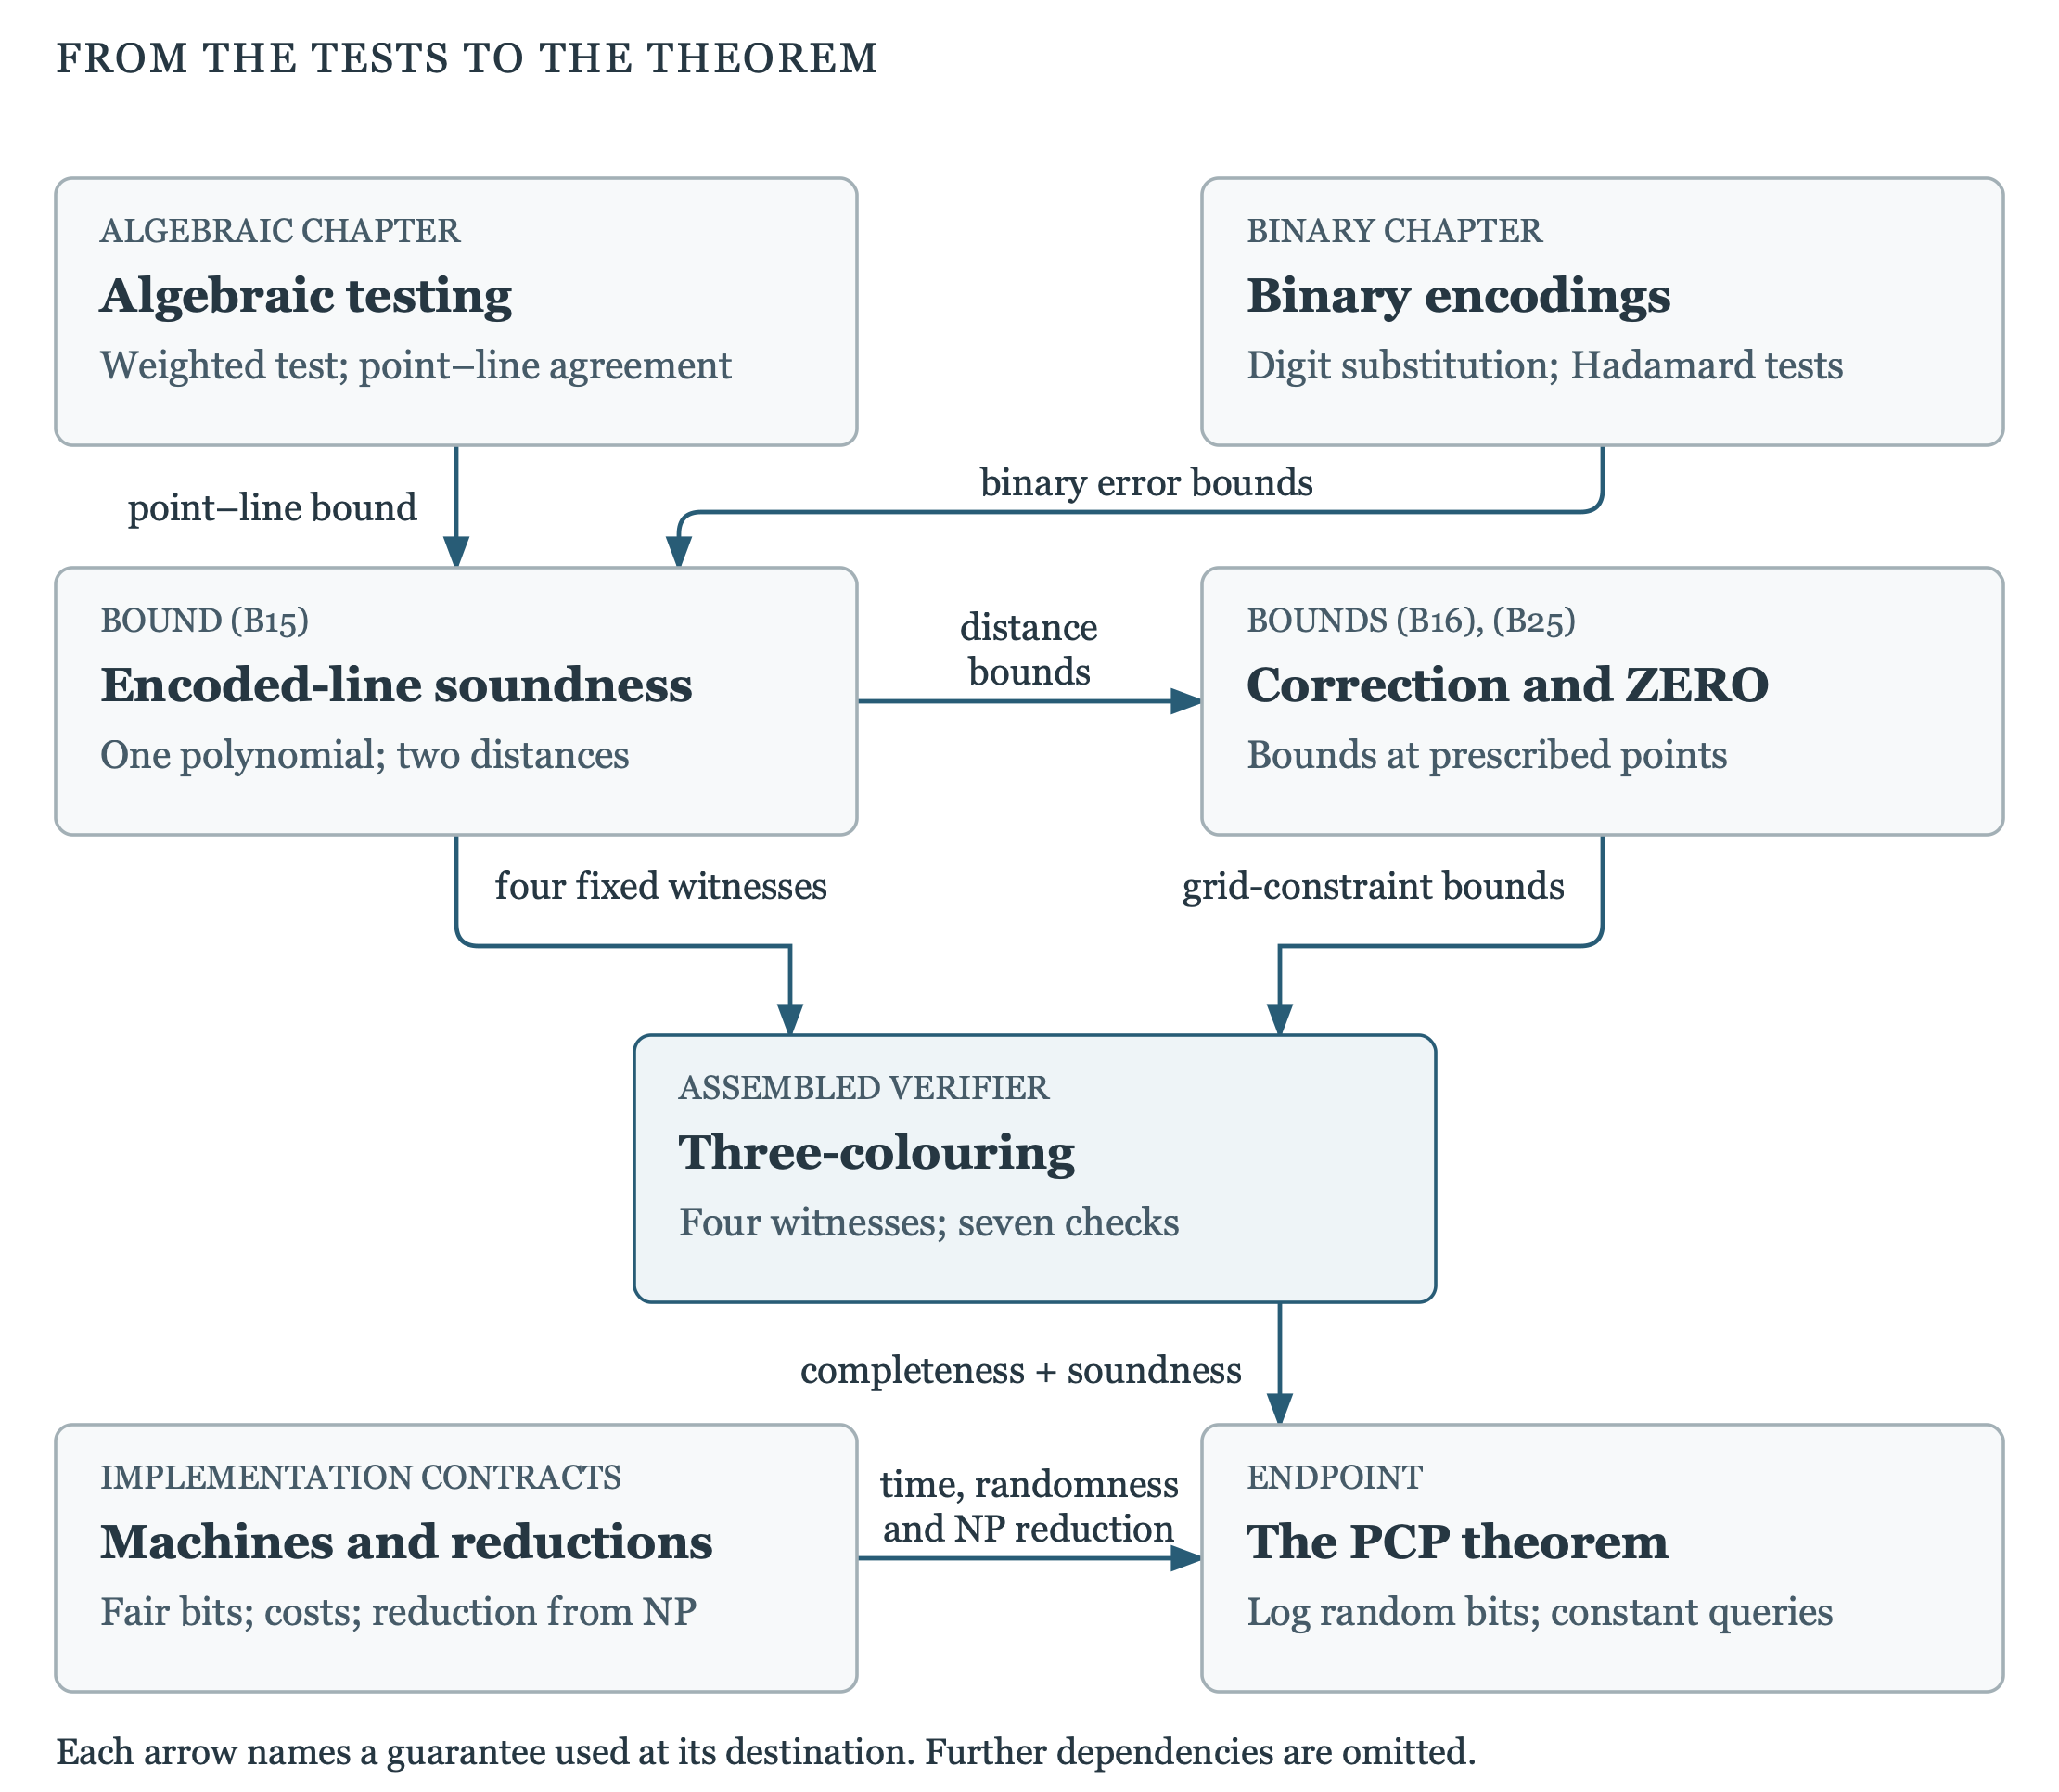 FROM THE TESTS TO THE THEOREM
ALGEBRAIC CHAPTER
Algebraic testing
Weighted test; point–line agreement
BINARY CHAPTER
Binary encodings
Digit substitution; Hadamard tests
point–line bound
binary error bounds
BOUND (B15)
Encoded-line soundness
One polynomial; two distances
distance
bounds
BOUNDS (B16), (B25)
Correction and ZERO
Bounds at prescribed points
four fixed witnesses
grid-constraint bounds
ASSEMBLED VERIFIER
Three-colouring
Four witnesses; seven checks
completeness + soundness
IMPLEMENTATION CONTRACTS
Machines and reductions
Fair bits; costs; reduction from NP
time, randomness
and NP reduction
ENDPOINT
The PCP theorem
Log random bits; constant queries
Each arrow names a guarantee used at its destination. Further dependencies are omitted.